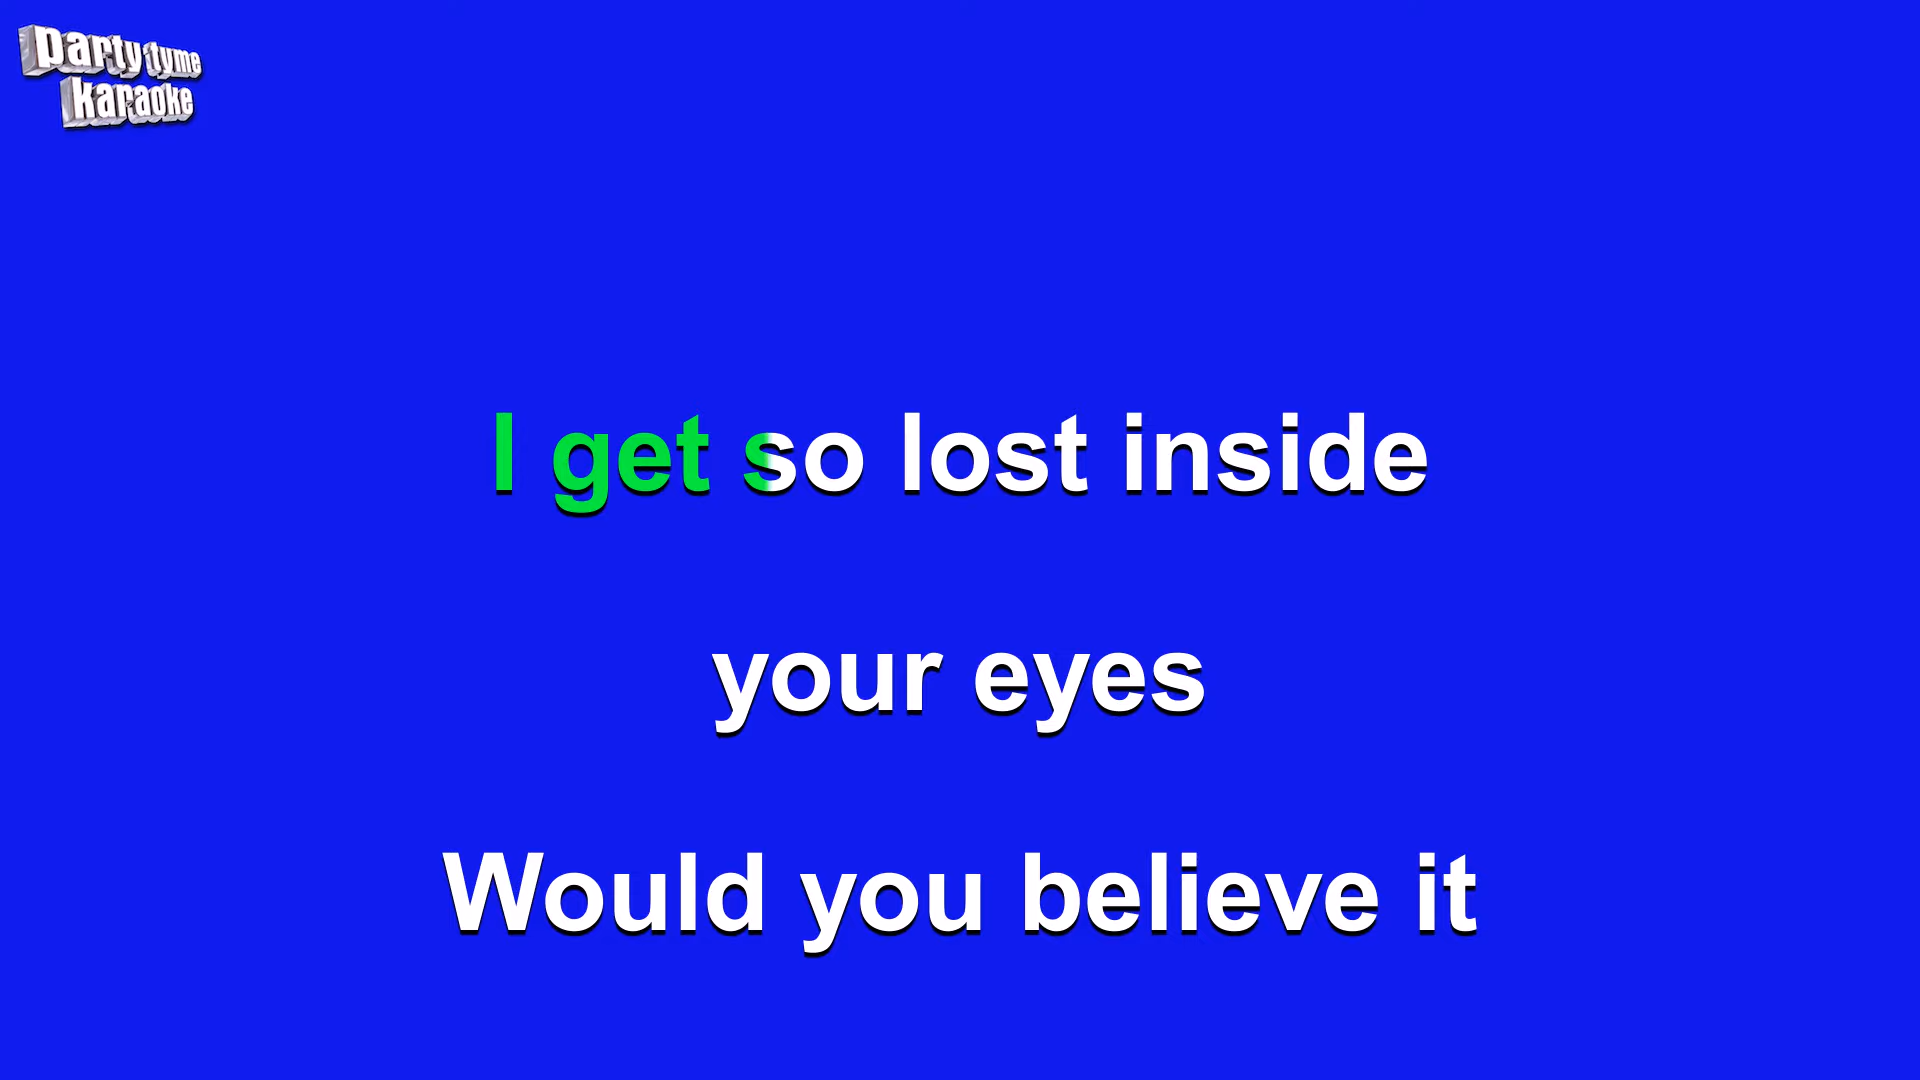 party tyme
karaoke
I get so lost inside
your eyes
Would you believe it